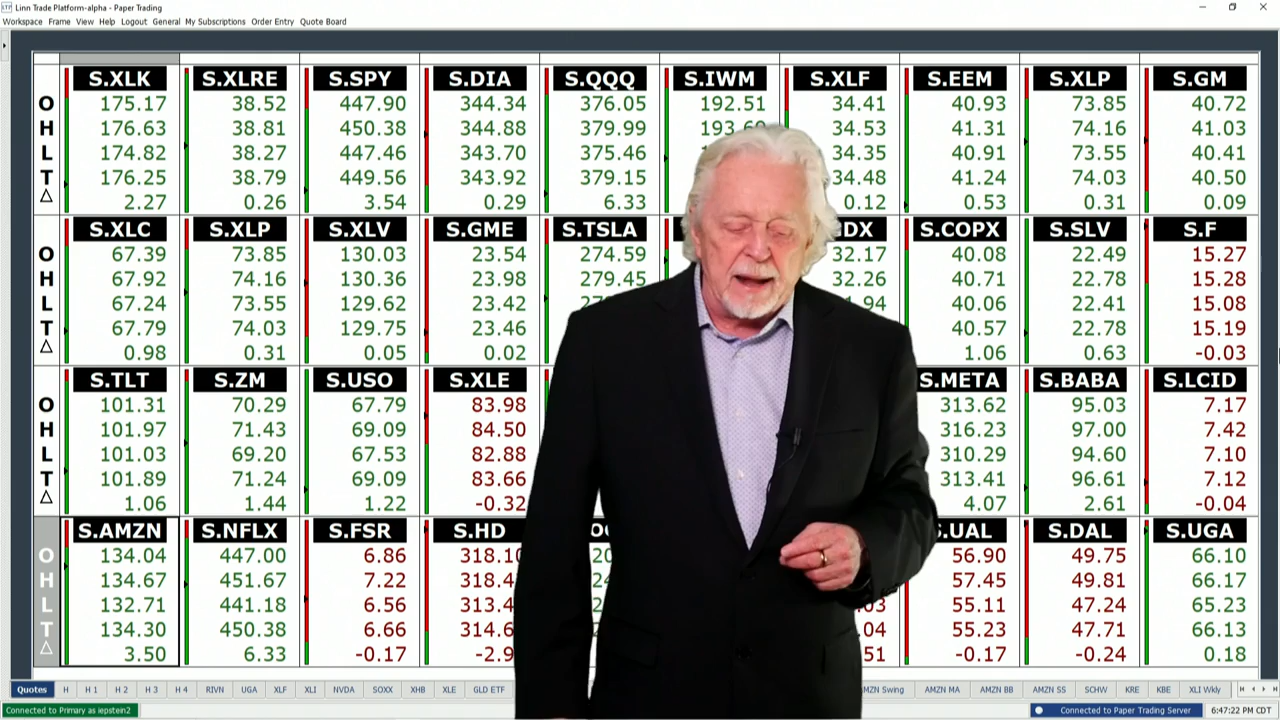 Linn Trade Platform-alpha - Paper Trading
Workspace Frame View Help Logout General My Subscriptions Order Entry Quote Board
S.XLK S.XLRE S.SPY S.DIA S.QQQ S.IWM S.XLF S.EEM S.XLP S.GM
O 175.17 38.52 447.90 344.34 376.05 192.51 34.41 40.93 73.85 40.72
H 176.63 38.81 450.38 344.88 379.99 34.53 41.31 74.16 41.03
L 174.82 38.27 447.46 343.70 375.46 34.35 40.91 73.55 40.41
T 176.25 38.79 449.56 343.92 379.15 34.48 41.24 74.03 40.50
△ 2.27 0.26 3.54 0.29 6.33 0.12 0.53 0.31 0.09
S.XLC S.XLP S.XLV S.GME S.TSLA S.COPX S.SLV S.F
O 67.39 73.85 130.03 23.54 274.59 32.17 40.08 22.49 15.27
H 67.92 74.16 130.36 23.98 279.45 32.26 40.71 22.78 15.28
L 67.24 73.55 129.62 23.42 40.06 22.41 15.08
T 67.79 74.03 129.75 23.46 40.57 22.78 15.19
△ 0.98 0.31 0.05 0.02 1.06 0.63 -0.03
S.TLT S.ZM S.USO S.XLE S.META S.BABA S.LCID
O 101.31 70.29 67.79 83.98 313.62 95.03 7.17
H 101.97 71.43 69.09 84.50 316.23 97.00 7.42
L 101.03 69.20 67.53 82.88 310.29 94.60 7.10
T 101.89 71.24 69.09 83.66 313.41 96.61 7.12
△ 1.06 1.44 1.22 -0.32 4.07 2.61 -0.04
S.AMZN S.NFLX S.FSR S.HD S.UAL S.DAL S.UGA
O 134.04 447.00 6.86 318.10 56.90 49.75 66.10
H 134.67 451.67 7.22 318.4 57.45 49.81 66.17
L 132.71 441.18 6.56 313.4 55.11 47.24 65.23
T 134.30 450.38 6.66 314.6 55.23 47.71 66.13
△ 3.50 6.33 -0.17 -2.9 -0.17 -0.24 0.18
Quotes H H 1 H 2 H 3 H 4 RIVN UGA XLF XLI NVDA SOXX XHB XLE GLD ETF AMZN Swing AMZN MA AMZN BB AMZN SS SCHW KRE KBE XLI Wkly
Connected to Primary as iepstein2 Connected to Paper Trading Server 6:47:22 PM CDT